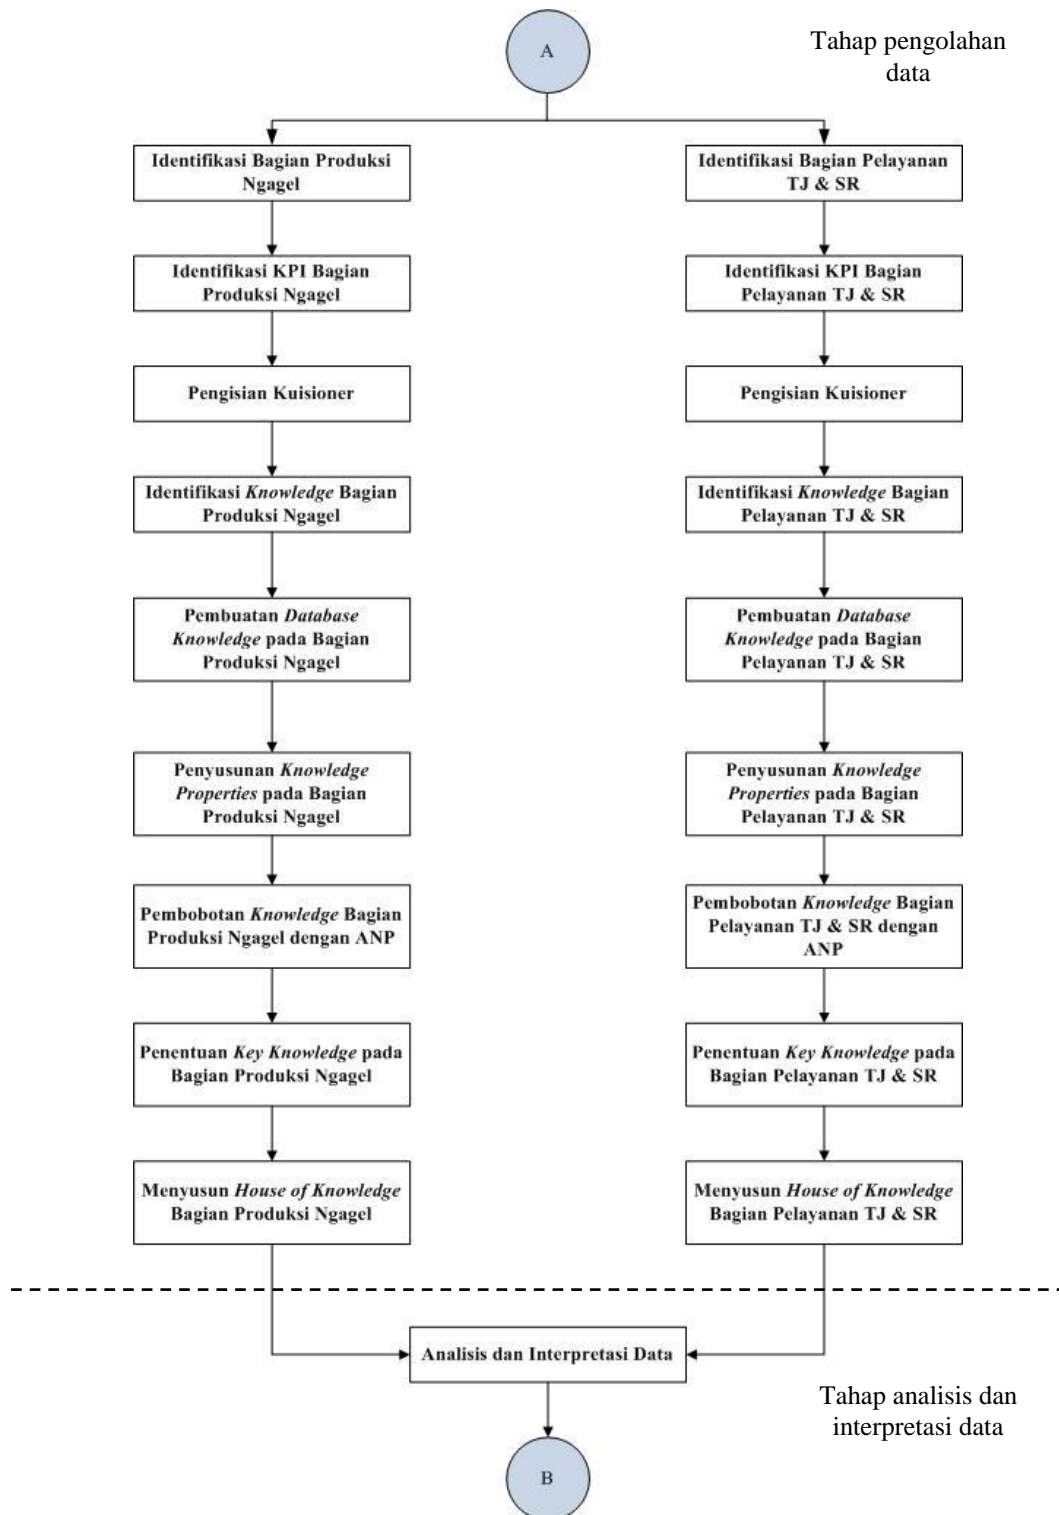 A
Tahap pengolahan
data
Identifikasi Bagian Produksi
Ngagel
Identifikasi Bagian Pelayanan
TJ & SR
Identifikasi KPI Bagian
Produksi Ngagel
Identifikasi KPI Bagian
Pelayanan TJ & SR
Pengisian Kuisioner
Pengisian Kuisioner
Identifikasi Knowledge Bagian
Produksi Ngagel
Identifikasi Knowledge Bagian
Pelayanan TJ & SR
Pembuatan Database
Knowledge pada Bagian
Produksi Ngagel
Pembuatan Database
Knowledge pada Bagian
Pelayanan TJ & SR
Penyusunan Knowledge
Properties pada Bagian
Produksi Ngagel
Penyusunan Knowledge
Properties pada Bagian
Pelayanan TJ & SR
Pembobotan Knowledge Bagian
Produksi Ngagel dengan ANP
Pembobotan Knowledge Bagian
Pelayanan TJ & SR dengan
ANP
Penentuan Key Knowledge pada
Bagian Produksi Ngagel
Penentuan Key Knowledge pada
Bagian Pelayanan TJ & SR
Menyusun House of Knowledge
Bagian Produksi Ngagel
Menyusun House of Knowledge
Bagian Pelayanan TJ & SR
Analisis dan Interpretasi Data
Tahap analisis dan
interpretasi data
B